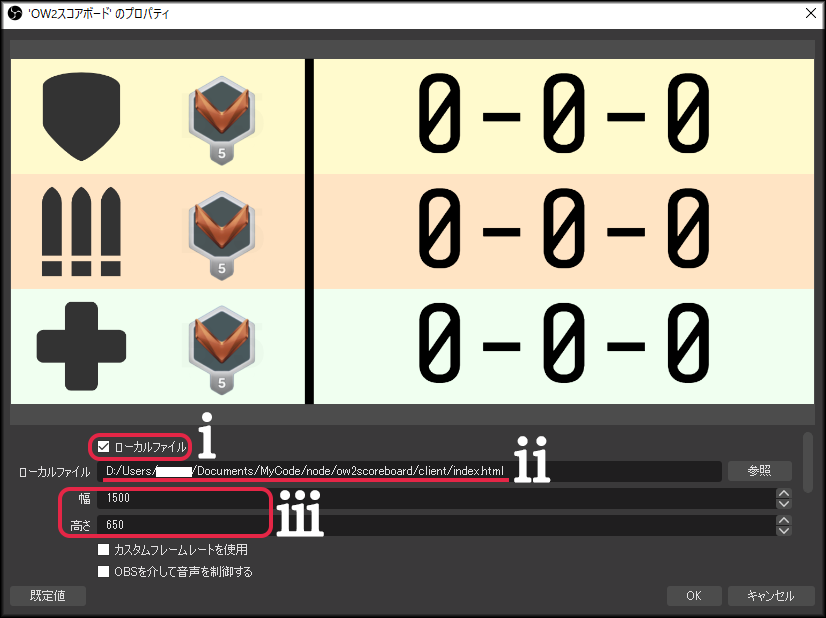 'OW2スコアボード' のプロパティ
5
0-0-0
5
0-0-0
5
0-0-0
ローカルファイル
i
ローカルファイル
D:/Users/
/Documents/MyCode/node/ow2scoreboard/client/index.html
ii
参照
幅
1500
iii
高さ
650
カスタムフレームレートを使用
OBSを介して音声を制御する
既定値
OK
キャンセル